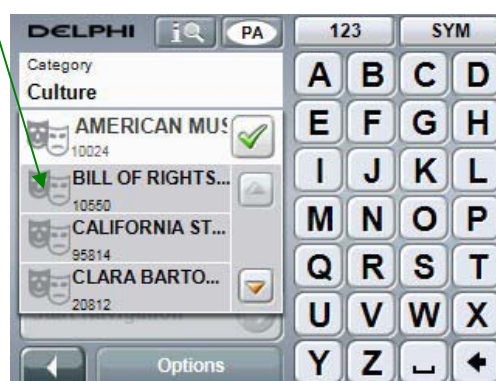 DELPHI PA 123 SYM
Category
Culture
AMERICAN MUS
10024
BILL OF RIGHTS...
10550
CALIFORNIA ST...
95814
CLARA BARTO...
20812
Options
A B C D
E F G H
I J K L
M N O P
Q R S T
U V W X
Y Z